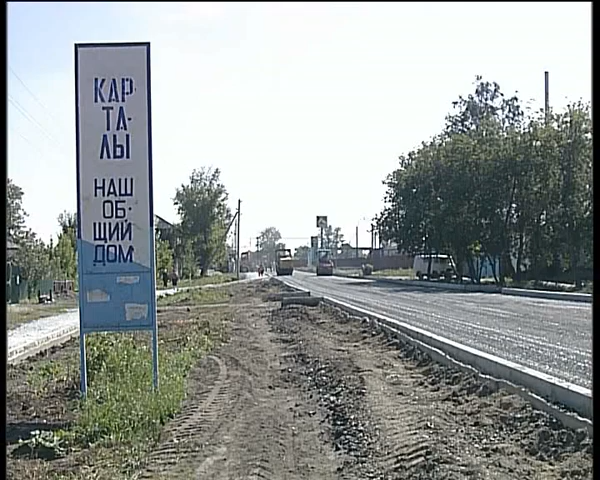 КАР-
ТА-
ЛЫ
НАШ
ОБ-
ЩИЙ
ДОМ